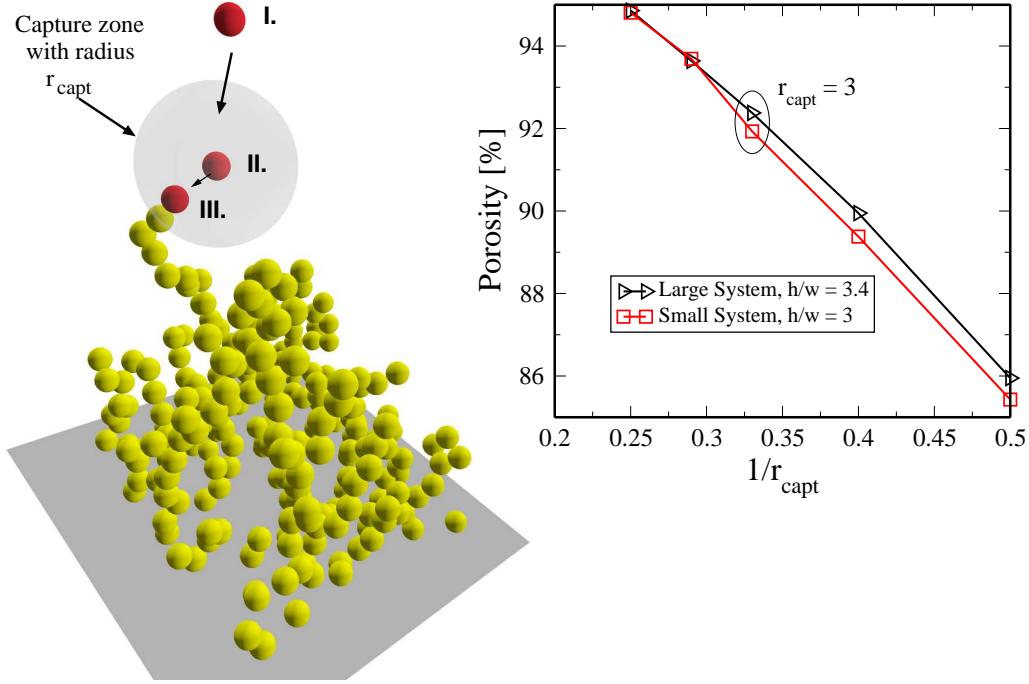 Capture zone
with radius
r_capt
I.
II.
III.
94
92
90
88
86
Porosity [%]
r_capt = 3
Large System, h/w = 3.4
Small System, h/w = 3
0.2 0.25 0.3 0.35 0.4 0.45 0.5
1/r_capt